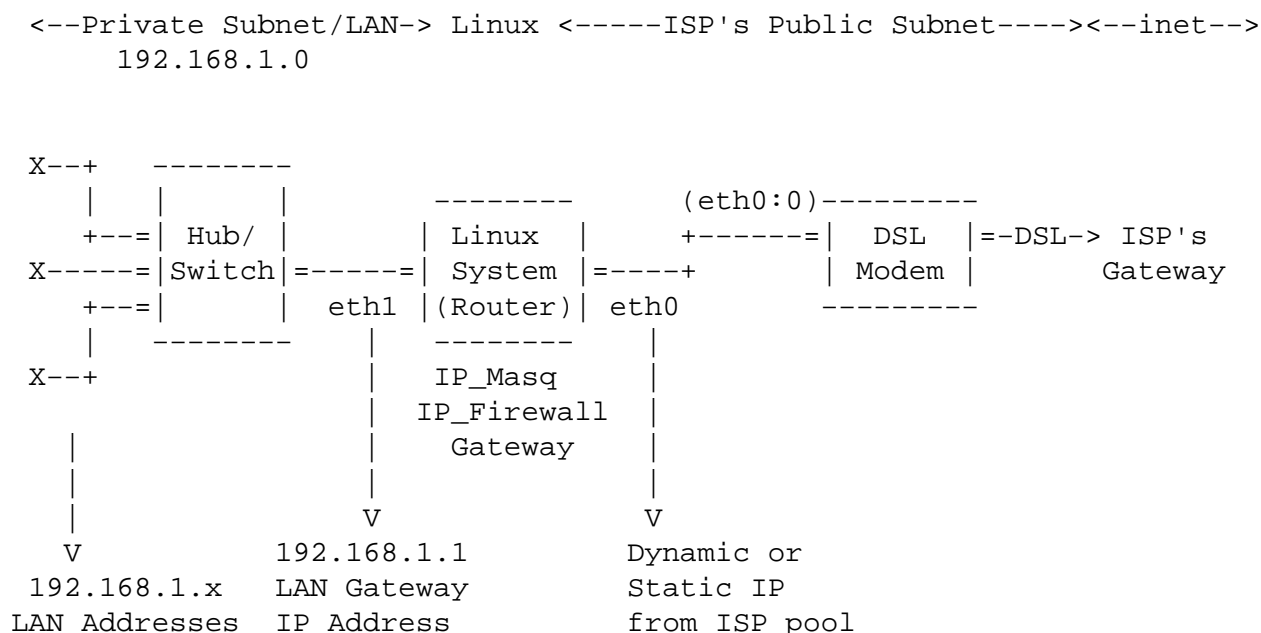 <--Private Subnet/LAN-> Linux <-----ISP's Public Subnet----><--inet-->
192.168.1.0
X--+ --------
| | | -------- (eth0:0)---------
+--=| Hub/ | | Linux | +------=| DSL |=-DSL-> ISP's
X-----=|Switch|=-----=| System |=----+ | Modem | Gateway
+--=| | eth1 |(Router)| eth0 ---------
| -------- | -------- |
X--+ | IP_Masq |
| IP_Firewall |
| | Gateway |
| | |
| V V
V 192.168.1.1 Dynamic or
192.168.1.x LAN Gateway Static IP
LAN Addresses IP Address from ISP pool